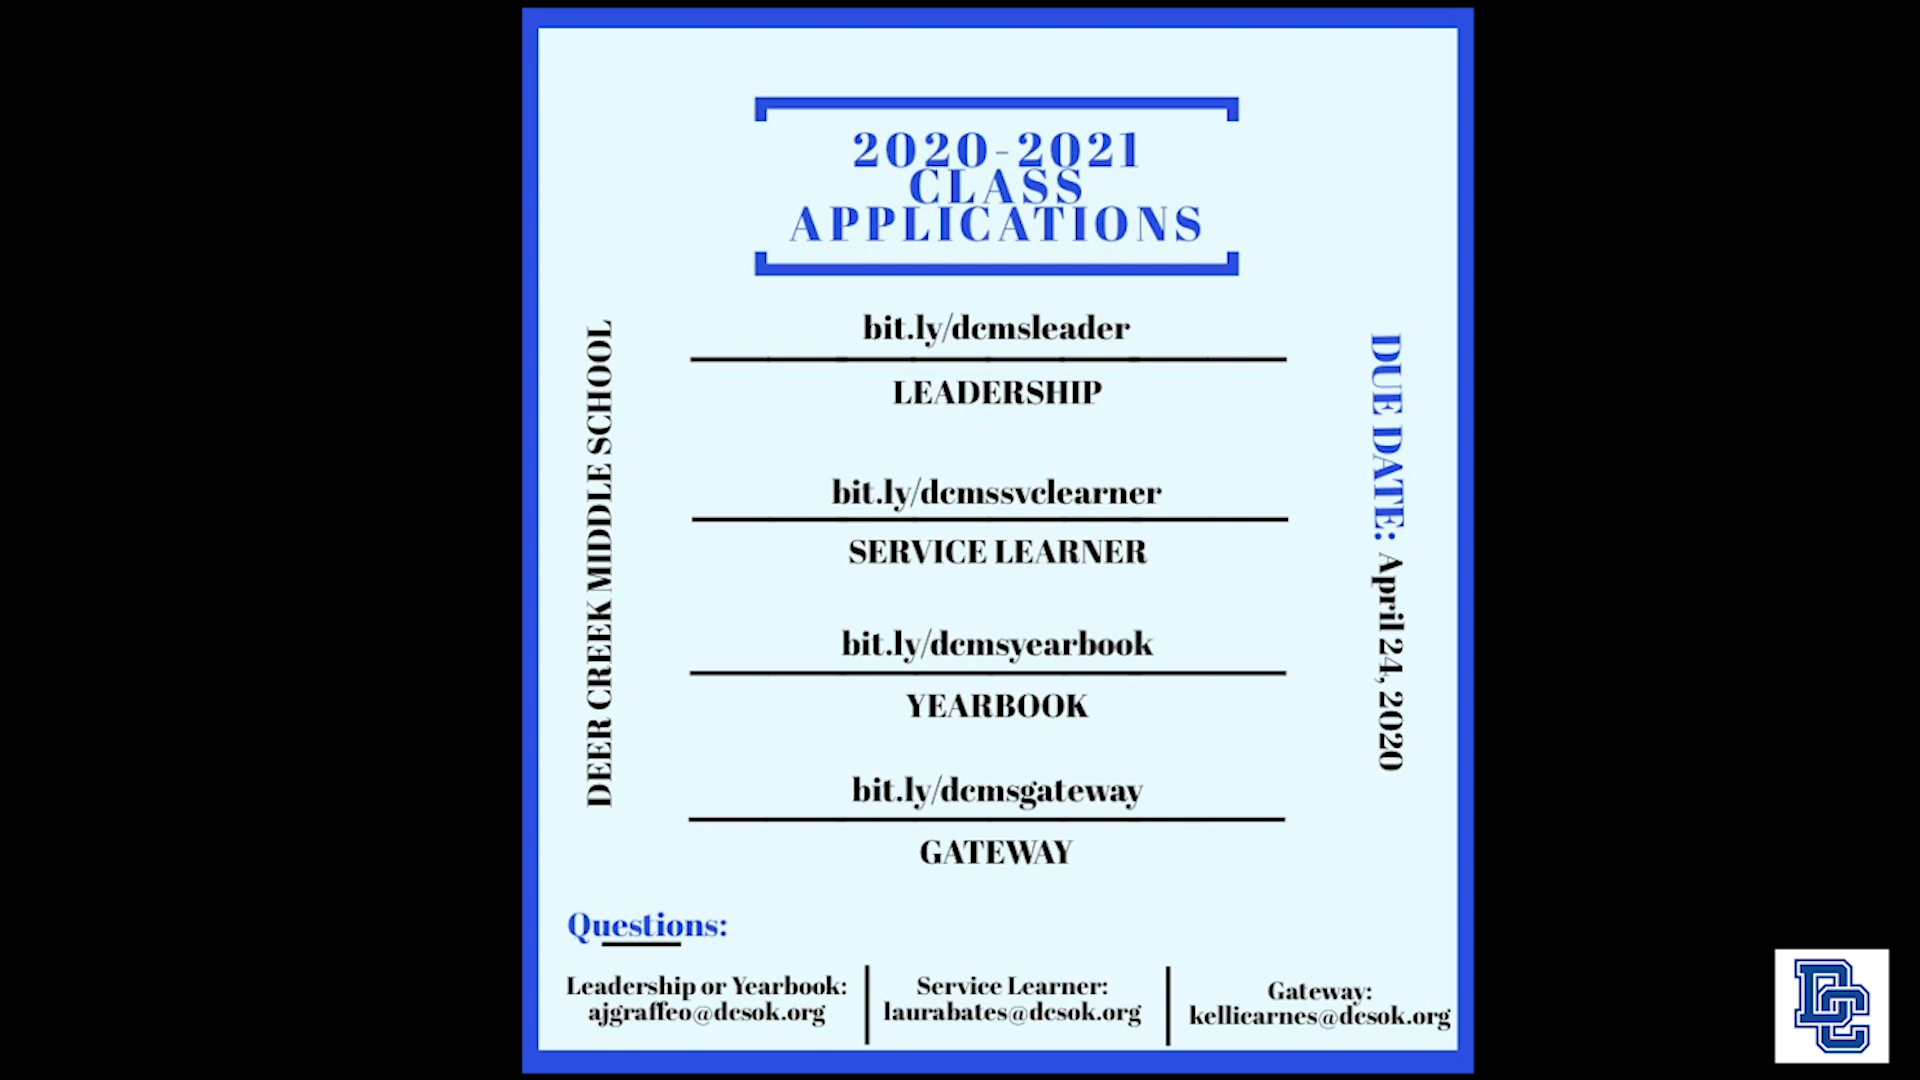 2020-2021
CLASS
APPLICATIONS
DEER CREEK MIDDLE SCHOOL
bit.ly/dcmsleader
LEADERSHIP
bit.ly/dcmssvclearner
SERVICE LEARNER
bit.ly/dcmsyearbook
YEARBOOK
bit.ly/dcmsgateway
GATEWAY
DUE DATE: April 24, 2020
Questions:
Leadership or Yearbook:
ajgraffeo@dcsok.org
Service Learner:
laurabates@dcsok.org
Gateway:
kellicarnes@dcsok.org
DC